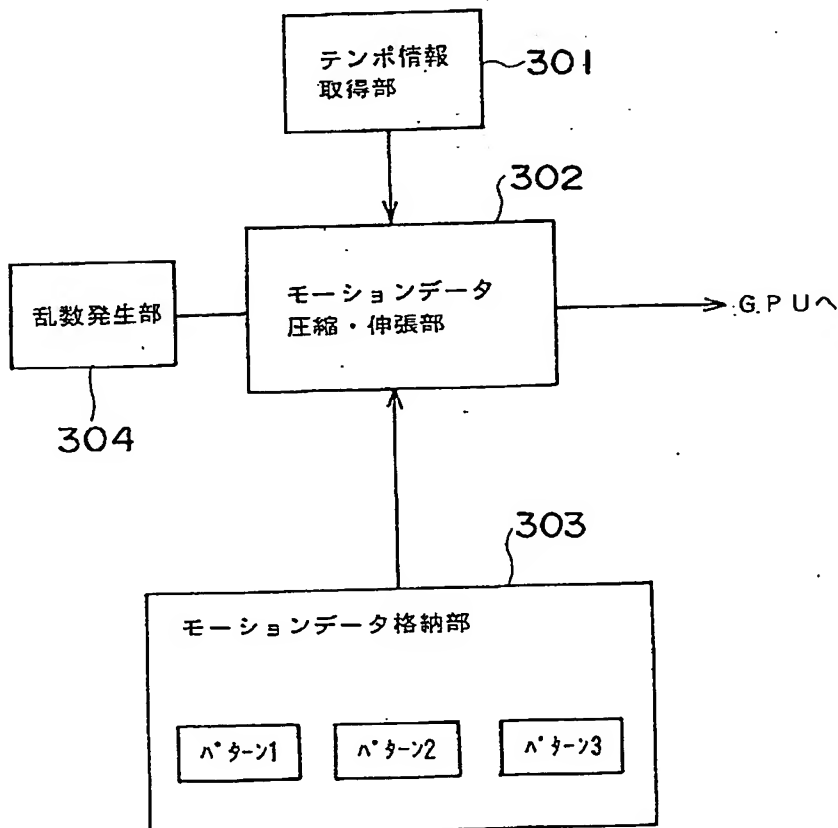 テンポ情報
取得部
301
302
モーションデータ
圧縮・伸張部
乱数発生部
304
GPUへ
303
モーションデータ格納部
パターン1
パターン2
パターン3